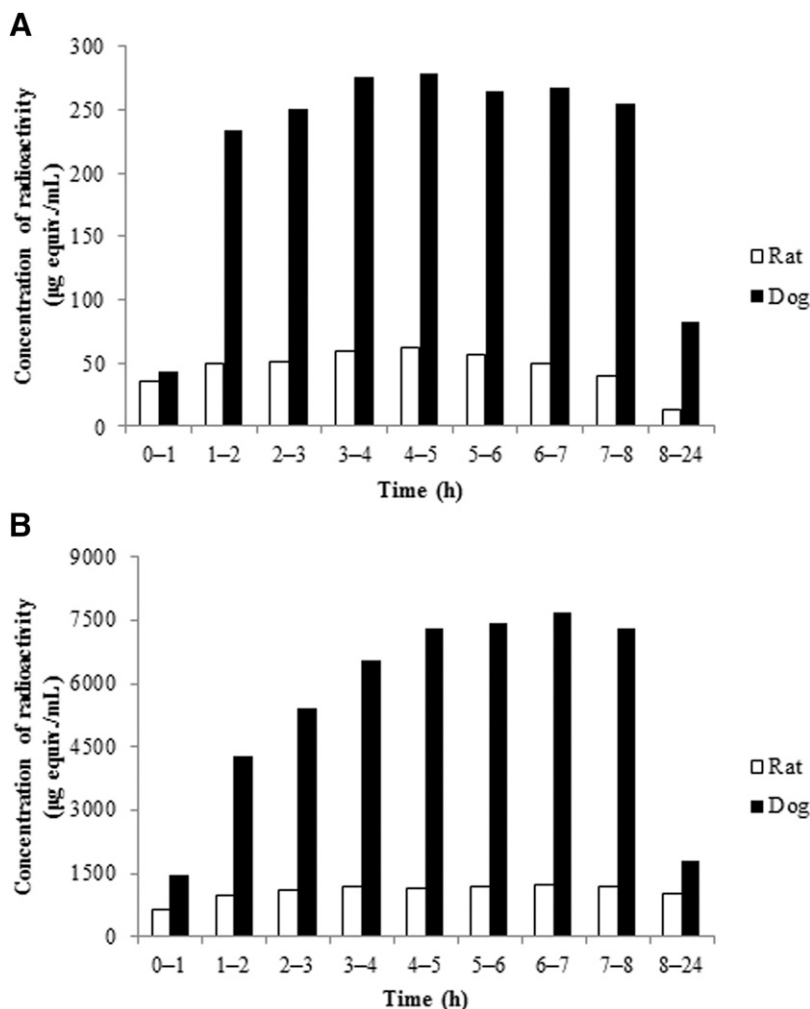 A
Concentration of radioactivity
(µg equiv./mL)
300
250
200
150
100
50
0
Rat
Dog
0–1 1–2 2–3 3–4 4–5 5–6 6–7 7–8 8–24
Time (h)
B
Concentration of radioactivity
(µg equiv./mL)
9000
7500
6000
4500
3000
1500
0
Rat
Dog
0–1 1–2 2–3 3–4 4–5 5–6 6–7 7–8 8–24
Time (h)